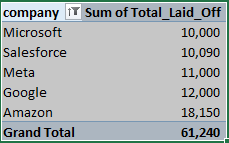 company Sum of Total_Laid_Off
Microsoft 10,000
Salesforce 10,090
Meta 11,000
Google 12,000
Amazon 18,150
Grand Total 61,240